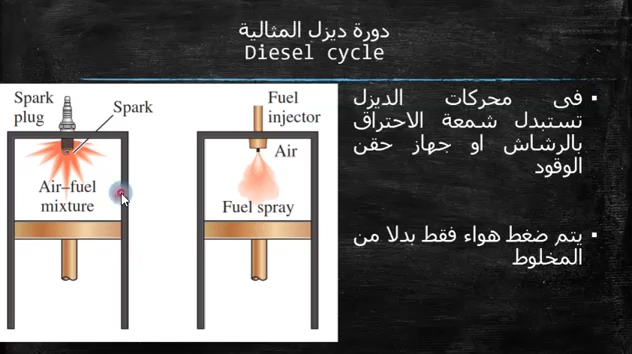 دورة ديزل المثالية
Diesel cycle
Spark
plug
Spark
Air–fuel
mixture
Fuel
injector
Air
Fuel spray
فى محركات الديزل
تستبدل شمعة الاحتراق
بالرشاش او جهاز حقن
الوقود
يتم ضغط هواء فقط بدلا من
المخلوط